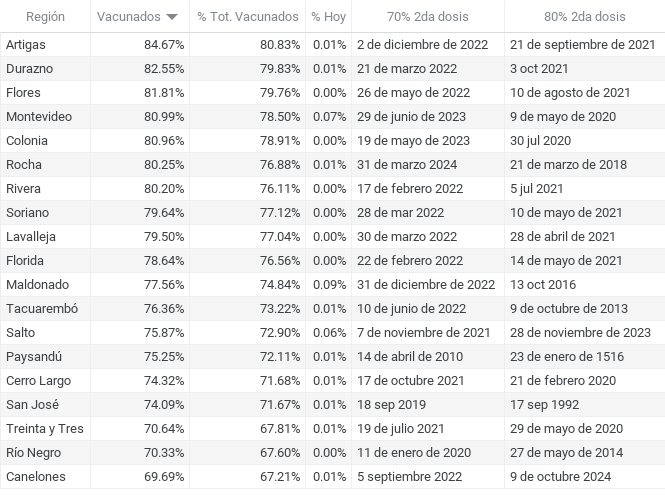 Región Vacunados % Tot. Vacunados % Hoy 70% 2da dosis 80% 2da dosis
Artigas 84.67% 80.83% 0.01% 2 de diciembre de 2022 21 de septiembre de 2021
Durazno 82.55% 79.83% 0.01% 21 de marzo 2022 3 oct 2021
Flores 81.81% 79.76% 0.00% 26 de mayo de 2022 10 de agosto de 2021
Montevideo 80.99% 78.50% 0.07% 29 de junio de 2023 9 de mayo de 2020
Colonia 80.96% 78.91% 0.00% 19 de mayo de 2023 30 jul 2020
Rocha 80.25% 76.88% 0.01% 31 de marzo 2024 21 de marzo de 2018
Rivera 80.20% 76.11% 0.00% 17 de febrero 2022 5 jul 2021
Soriano 79.64% 77.12% 0.00% 28 de mar 2022 10 de mayo de 2021
Lavalleja 79.50% 77.04% 0.00% 30 de marzo 2022 28 de abril de 2021
Florida 78.64% 76.56% 0.00% 22 de febrero 2022 14 de mayo de 2021
Maldonado 77.56% 74.84% 0.09% 31 de diciembre de 2022 13 oct 2016
Tacuarembó 76.36% 73.22% 0.01% 10 de junio de 2022 9 de octubre de 2013
Salto 75.87% 72.90% 0.06% 7 de noviembre de 2021 28 de noviembre de 2023
Paysandú 75.25% 72.11% 0.01% 14 de abril de 2010 23 de enero de 1516
Cerro Largo 74.32% 71.68% 0.01% 17 de octubre 2021 21 de febrero 2020
San José 74.09% 71.67% 0.01% 18 sep 2019 17 sep 1992
Treinta y Tres 70.64% 67.81% 0.01% 19 de julio 2021 29 de mayo de 2020
Río Negro 70.33% 67.60% 0.00% 11 de enero de 2020 27 de mayo de 2014
Canelones 69.69% 67.21% 0.01% 5 septiembre 2022 9 de octubre de 2024